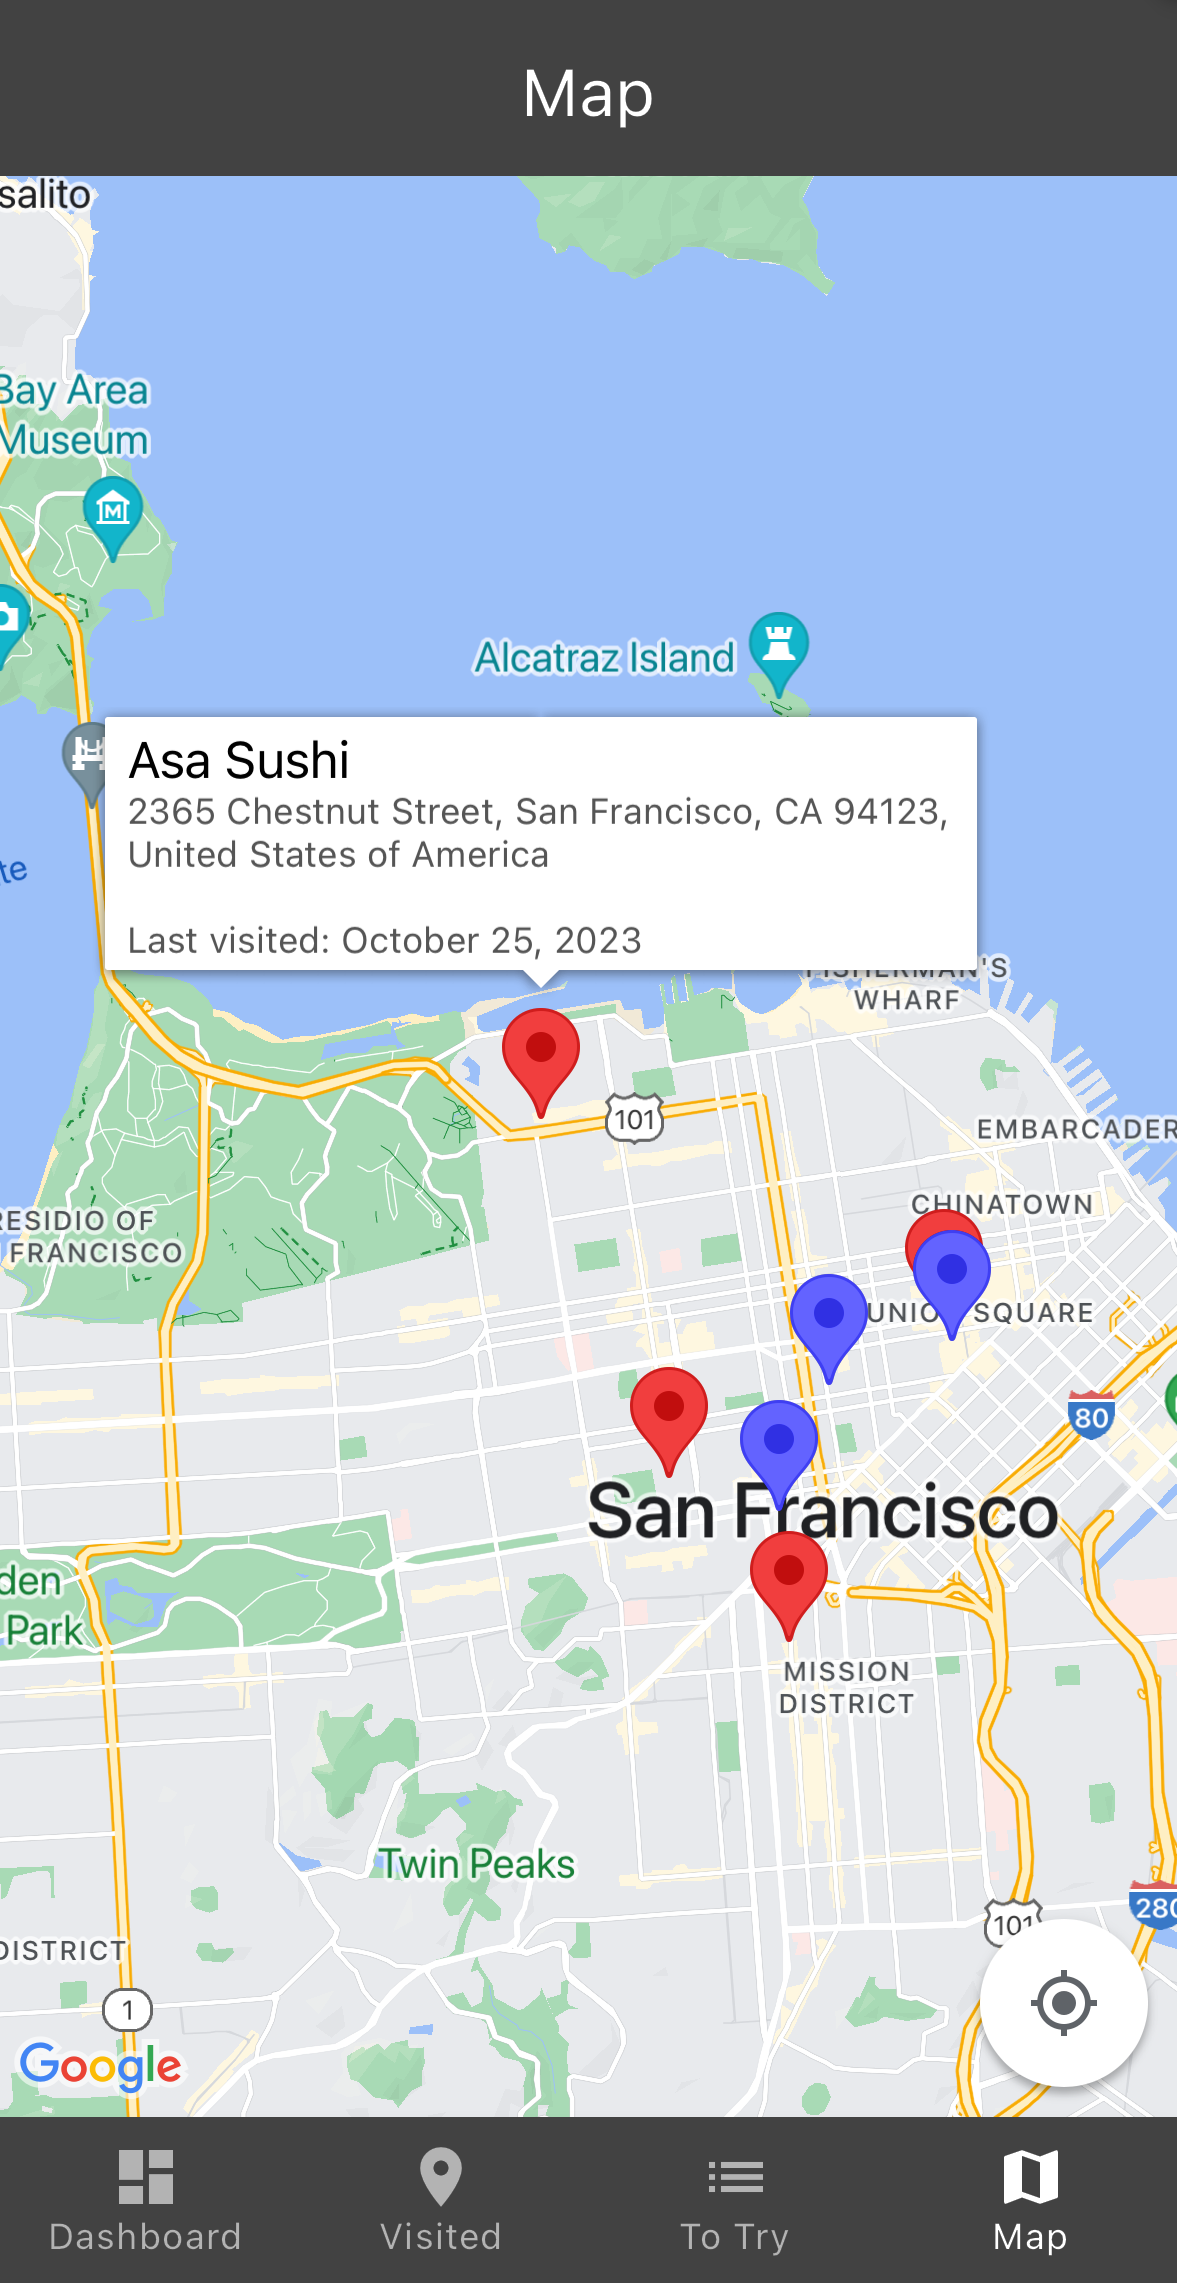 Map
salito
Bay Area
Museum
Alcatraz Island
Asa Sushi
2365 Chestnut Street, San Francisco, CA 94123,
United States of America
Last visited: October 25, 2023
te
FISHERMAN'S
WHARF
101
EMBARCADER
CHINATOWN
RESIDIO OF
FRANCISCO
UNION SQUARE
80
San Francisco
den
Park
MISSION
DISTRICT
Twin Peaks
101
280
DISTRICT
1
Google
Dashboard
Visited
To Try
Map